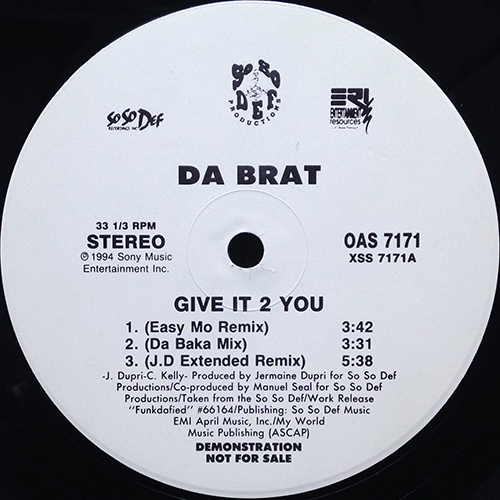 SO SO DEF
RECORDINGS INC.
SO SO
DEF
PRODUCTIONS
ENTERTAINMENT
resources
DA BRAT
33 1/3 RPM
STEREO
℗ 1994 Sony Music
Entertainment Inc.
OAS 7171
XSS 7171A
GIVE IT 2 YOU
1. (Easy Mo Remix) 3:42
2. (Da Baka Mix) 3:31
3. (J.D Extended Remix) 5:38
-J. Dupri-C. Kelly- Produced by Jermaine Dupri for So So Def
Productions/Co-produced by Manuel Seal for So So Def
Productions/Taken from the So So Def/Work Release
"Funkdafied" #66164/Publishing: So So Def Music
EMI April Music, Inc./My World
Music Publishing (ASCAP)
DEMONSTRATION
NOT FOR SALE